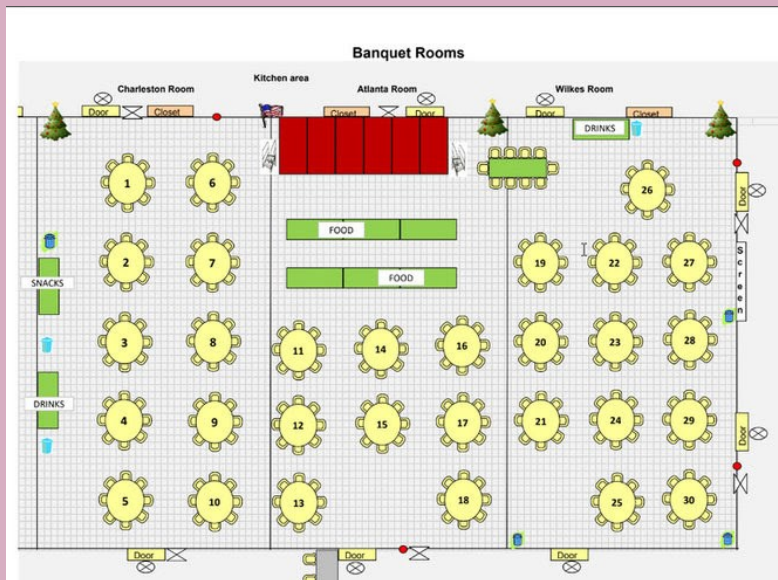 Banquet Rooms
Kitchen area
Charleston Room
Atlanta Room
Wilkes Room
Door
Closet
Closet
Door
Door
Closet
DRINKS
1
6
26
Door
FOOD
2
7
19
22
27
Screen
SNACKS
FOOD
3
8
11
14
16
20
23
28
DRINKS
4
9
12
15
17
21
24
29
Door
5
10
13
18
25
30
Door
Door
Door